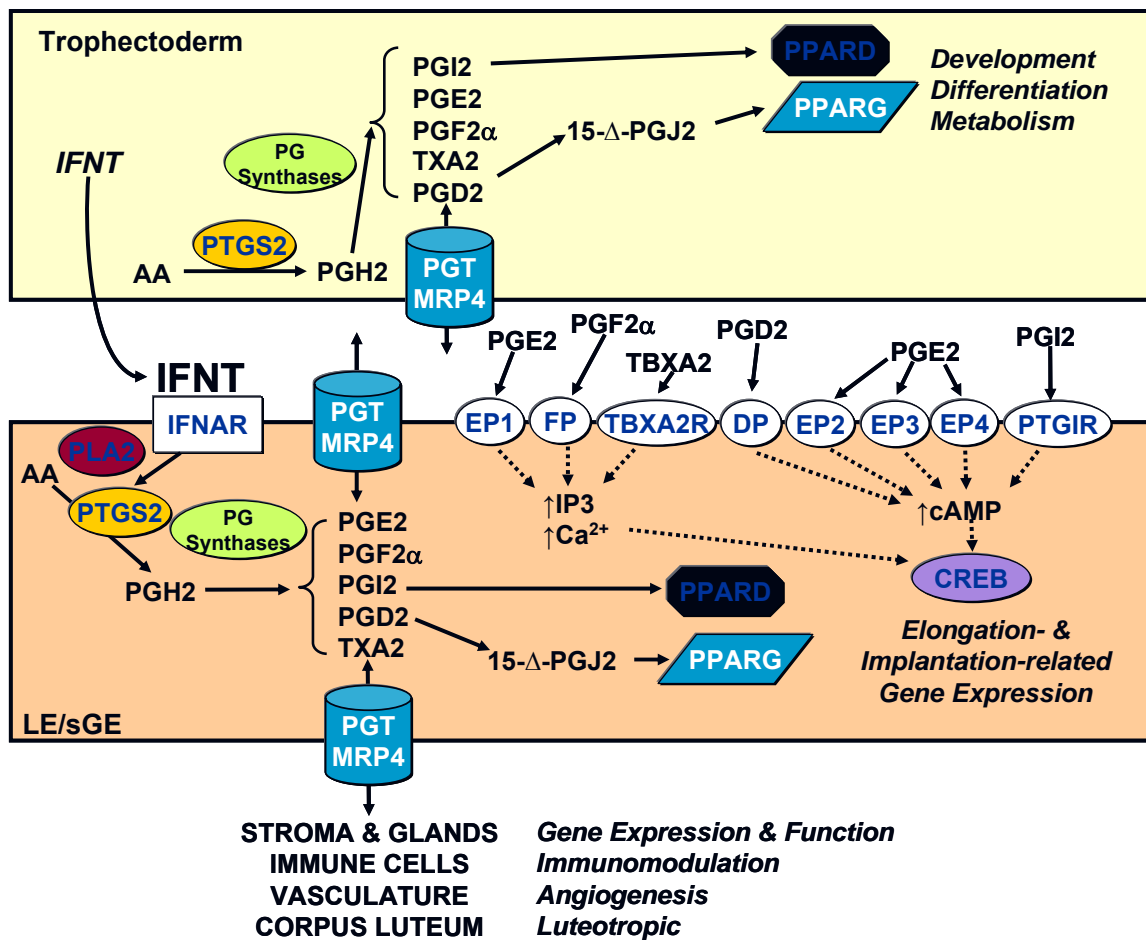 Trophectoderm
PGI2
PGE2
PGF2α
TXA2
PGD2
15-Δ-PGJ2
PPARD
PPARG
Development
Differentiation
Metabolism
IFNT
PG
Synthases
PTGS2
AA
PGH2
PGT
MRP4
PGE2
PGF2α
TBXA2
PGD2
PGE2
PGI2
IFNT
IFNAR
PGT
MRP4
EP1
FP
TBXA2R
DP
EP2
EP3
EP4
PTGIR
PLA2
AA
PTGS2
PG
Synthases
PGH2
PGE2
PGF2α
PGI2
PGD2
TXA2
↑IP3
↑Ca²⁺
↑cAMP
CREB
PPARD
15-Δ-PGJ2
PPARG
Elongation- &
Implantation-related
Gene Expression
LE/sGE
PGT
MRP4
STROMA & GLANDS Gene Expression & Function
IMMUNE CELLS Immunomodulation
VASCULATURE Angiogenesis
CORPUS LUTEUM Luteotropic